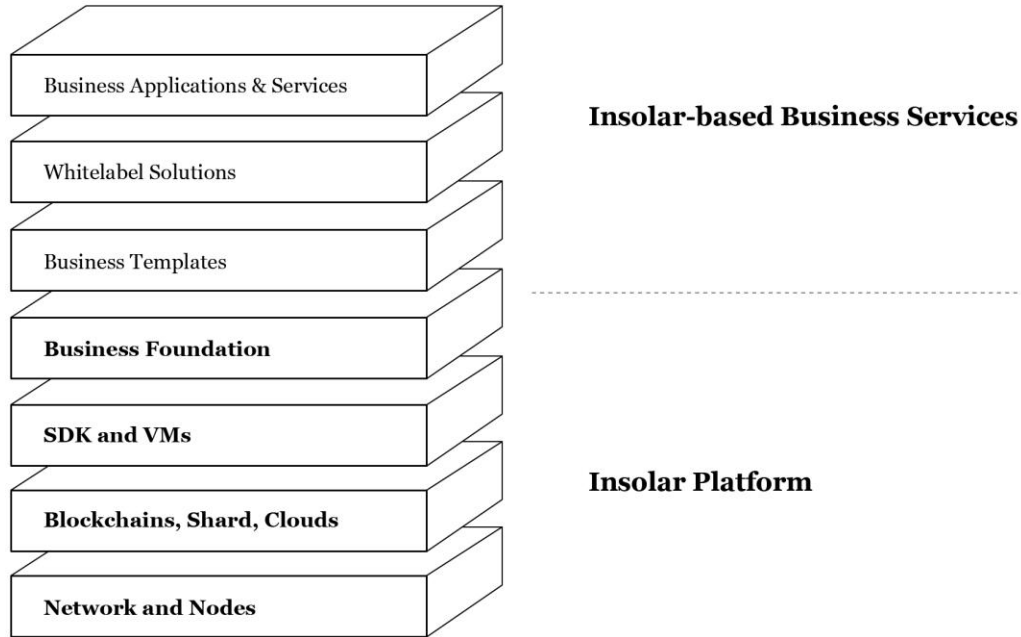 Business Applications & Services
Insolar-based Business Services
Whitelabel Solutions
Business Templates
Business Foundation
SDK and VMs
Insolar Platform
Blockchains, Shard, Clouds
Network and Nodes